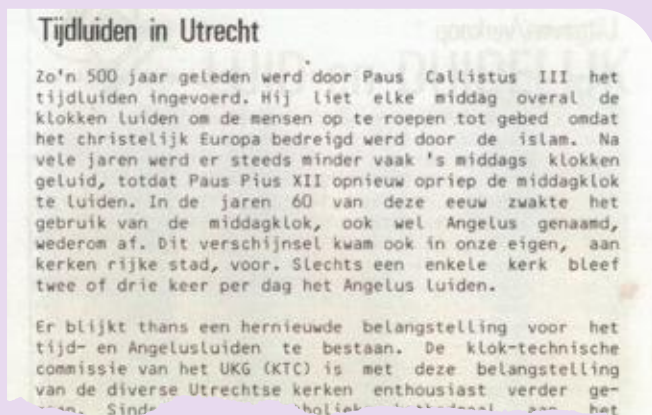 Tijdluiden in Utrecht
Zo'n 500 jaar geleden werd door Paus Callistus III het
tijdluiden ingevoerd. Hij liet elke middag overal de
klokken luiden om de mensen op te roepen tot gebed omdat
het christelijk Europa bedreigd werd door de islam. Na
vele jaren werd er steeds minder vaak 's middags klokken
geluid, totdat Paus Pius XII opnieuw opriep de middagklok
te luiden. In de jaren 60 van deze eeuw zwakte het
gebruik van de middagklok, ook wel Angelus genaamd,
wederom af. Dit verschijnsel kwam ook in onze eigen, aan
kerken rijke stad, voor. Slechts een enkele kerk bleef
twee of drie keer per dag het Angelus luiden.
Er blijkt thans een hernieuwde belangstelling voor het
tijd- en Angelusluiden te bestaan. De klok-technische
commissie van het UKG (KTC) is met deze belangstelling
van de diverse Utrechtse kerken enthousiast verder ge-
aan het